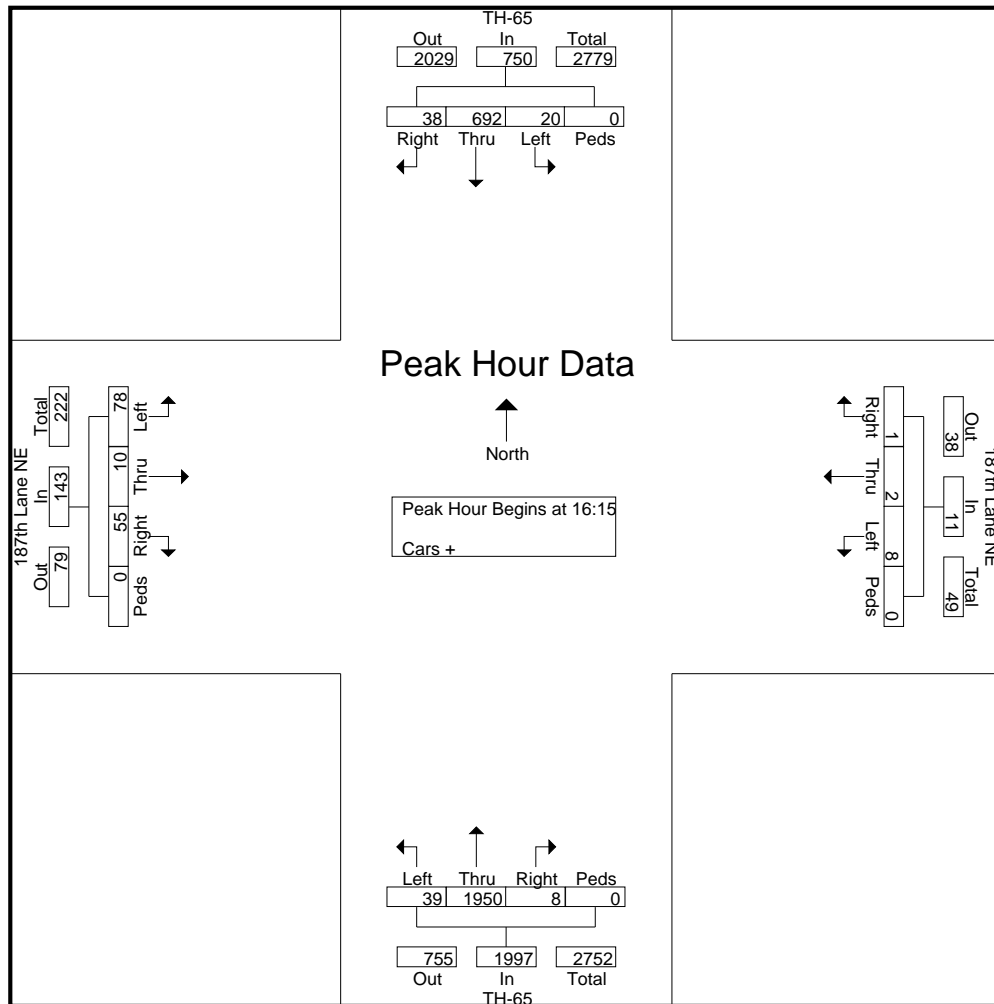 TH-65
Out In Total
2029 750 2779
38 692 20 0
Right Thru Left Peds
Peak Hour Data
North
Peak Hour Begins at 16:15
Cars +
187th Lane NE
Total In Out
222 143 79
78 10 55 0
Left Thru Right Peds
187th Lane NE
Out In Total
38 11 49
1 2 8 0
Right Thru Left Peds
Left Thru Right Peds
39 1950 8 0
755 1997 2752
Out In Total
TH-65